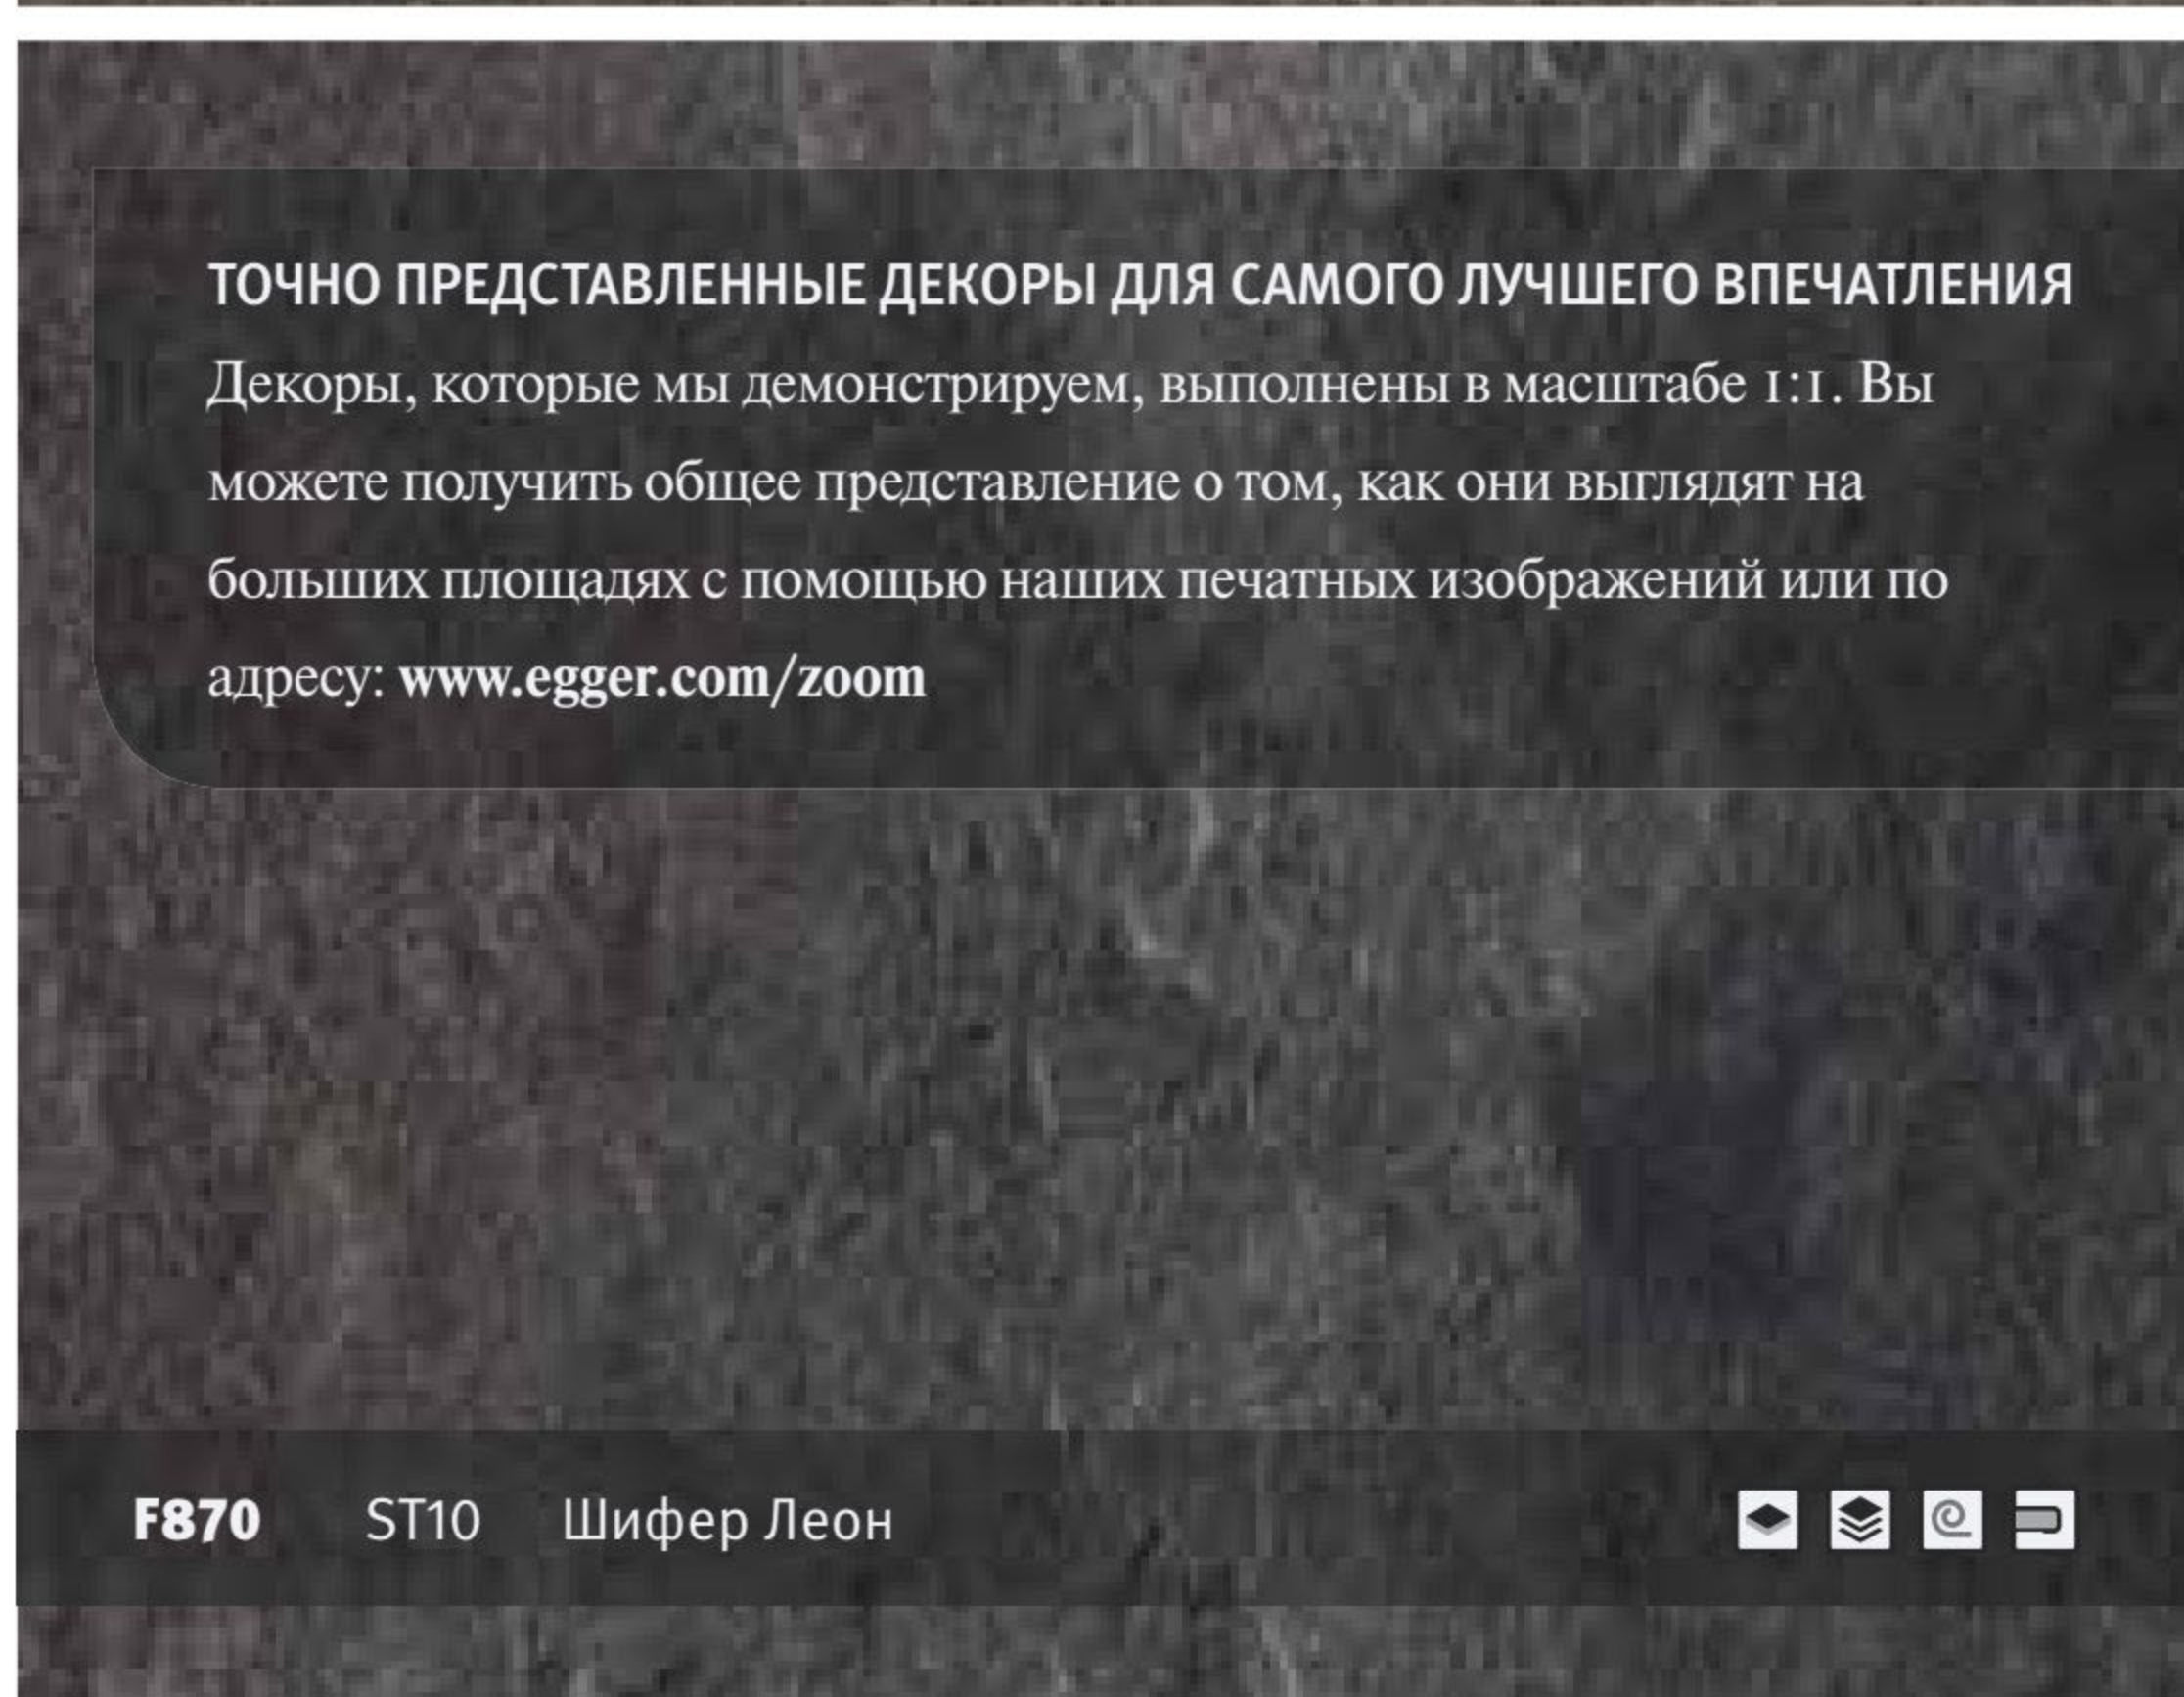 ТОЧНО ПРЕДСТАВЛЕННЫЕ ДЕКОРЫ ДЛЯ САМОГО ЛУЧШЕГО ВПЕЧАТЛЕНИЯ
Декоры, которые мы демонстрируем, выполнены в масштабе 1:1. Вы
можете получить общее представление о том, как они выглядят на
больших площадях с помощью наших печатных изображений или по
адресу: www.egger.com/zoom
F870 ST10 Шифер Леон